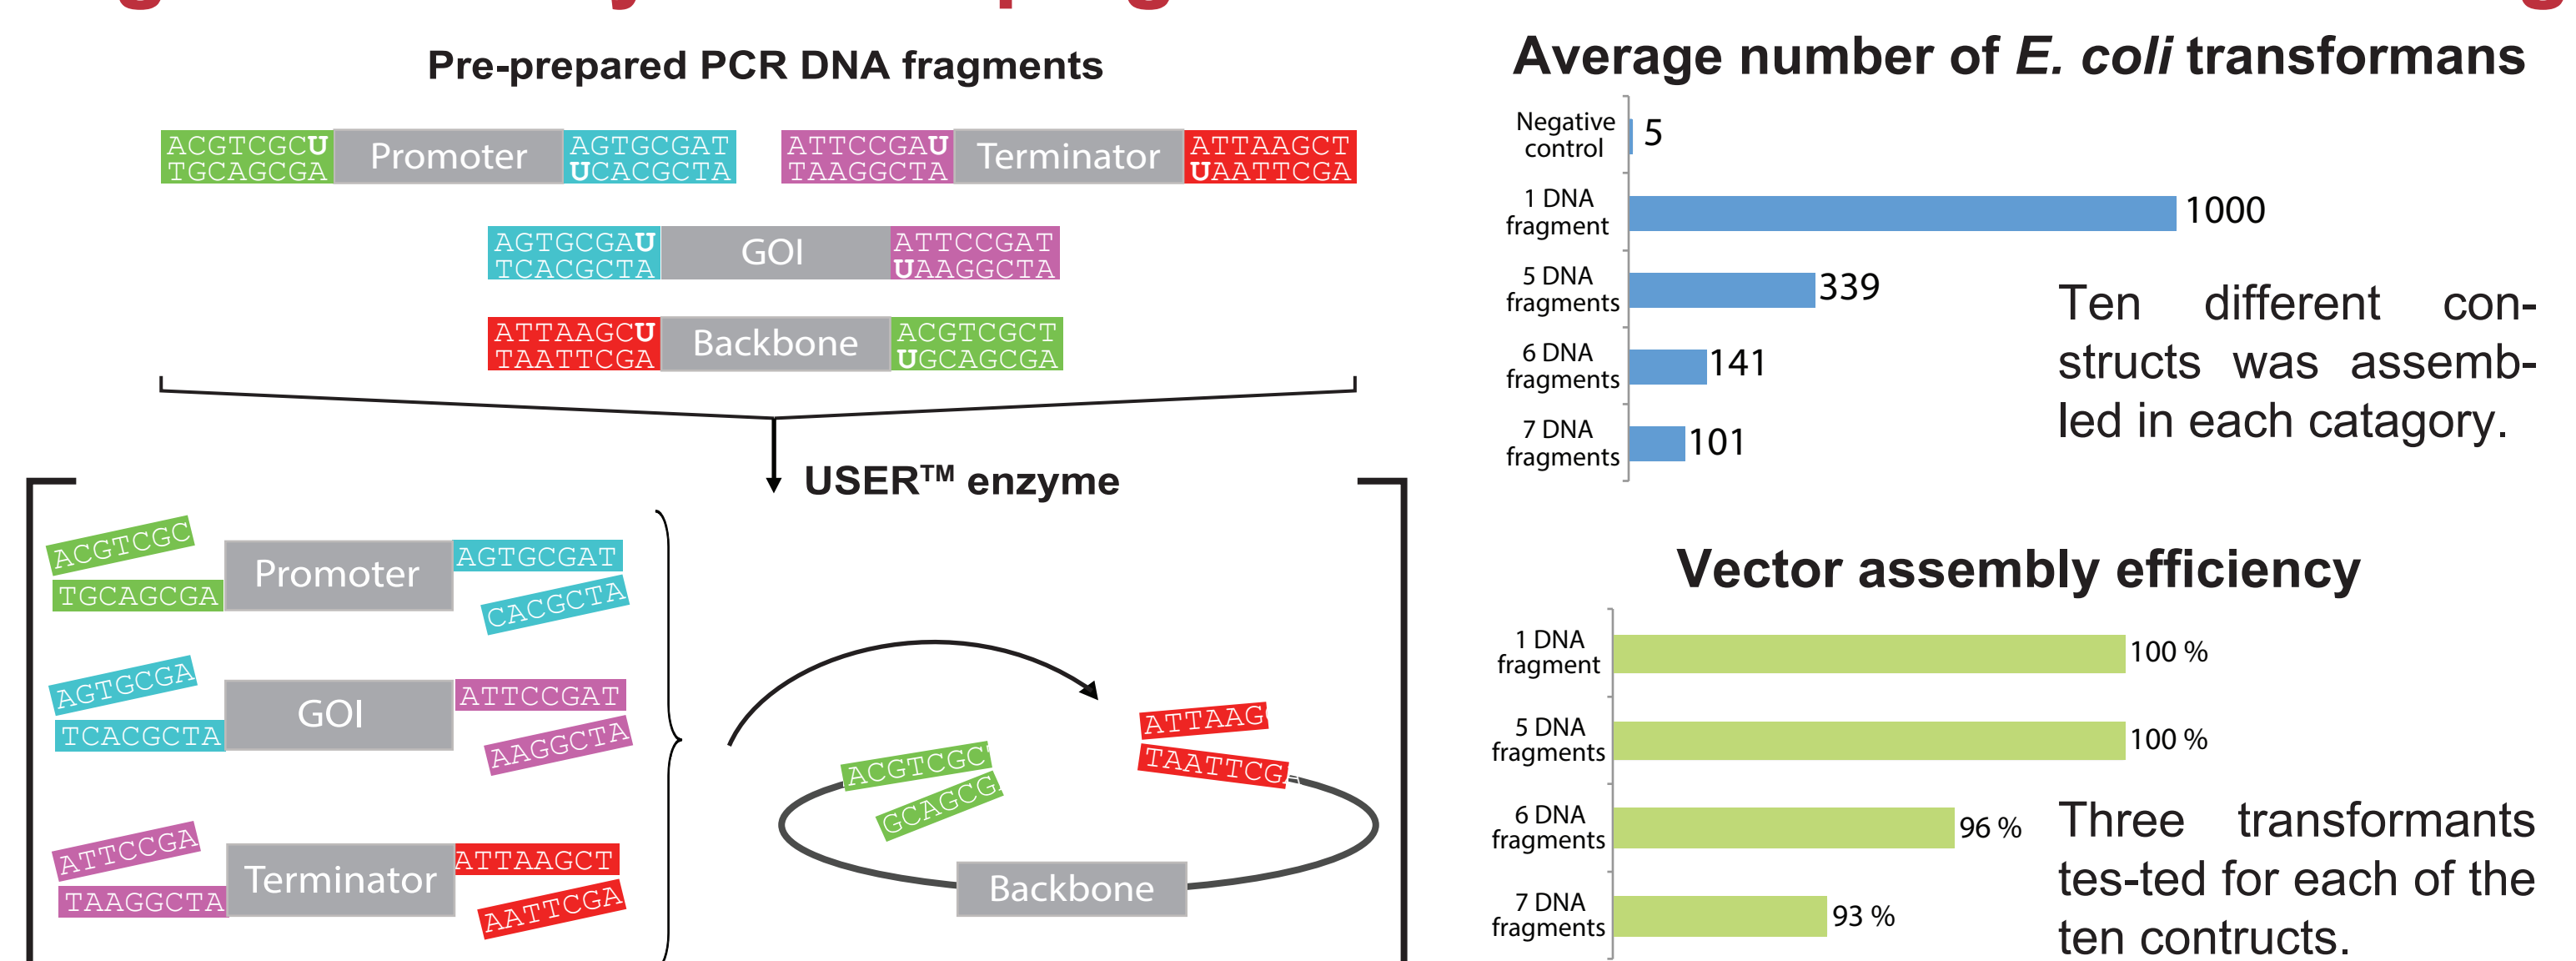 Pre-prepared PCR DNA fragments
ACGTCGCU Promoter AGTGCGAT
TGCAGCGA UCACGCTA
ATTCCGAU Terminator ATTAAGCT
TAAGGCTA UAATTCGA
AGTGCGAU GOI ATTCCGAT
TCACGCTA UAAGGCTA
ATTAAGCU Backbone ACGTCGCT
TAATTCGA UGCAGCGA
USER™ enzyme
ACGTCGC
TGCAGCGA
Promoter
AGTGCGAT
CACGCTA
AGTGCGA
TCACGCTA
GOI
ATTCCGAT
AAGGCTA
ATTCCGA
TAAGGCTA
Terminator
ATTAAGCT
AATTCGA
ACGTCGC
GCAGCG
ATTAAG
TAATTCG
Backbone
Average number of E. coli transformans
Negative
control
5
1 DNA
fragment
1000
5 DNA
fragments
339
6 DNA
fragments
141
7 DNA
fragments
101
Ten different con-
structs was assemb-
led in each catagory.
Vector assembly efficiency
1 DNA
fragment
100 %
5 DNA
fragments
100 %
6 DNA
fragments
96 %
7 DNA
fragments
93 %
Three transformants
tes-ted for each of the
ten contructs.